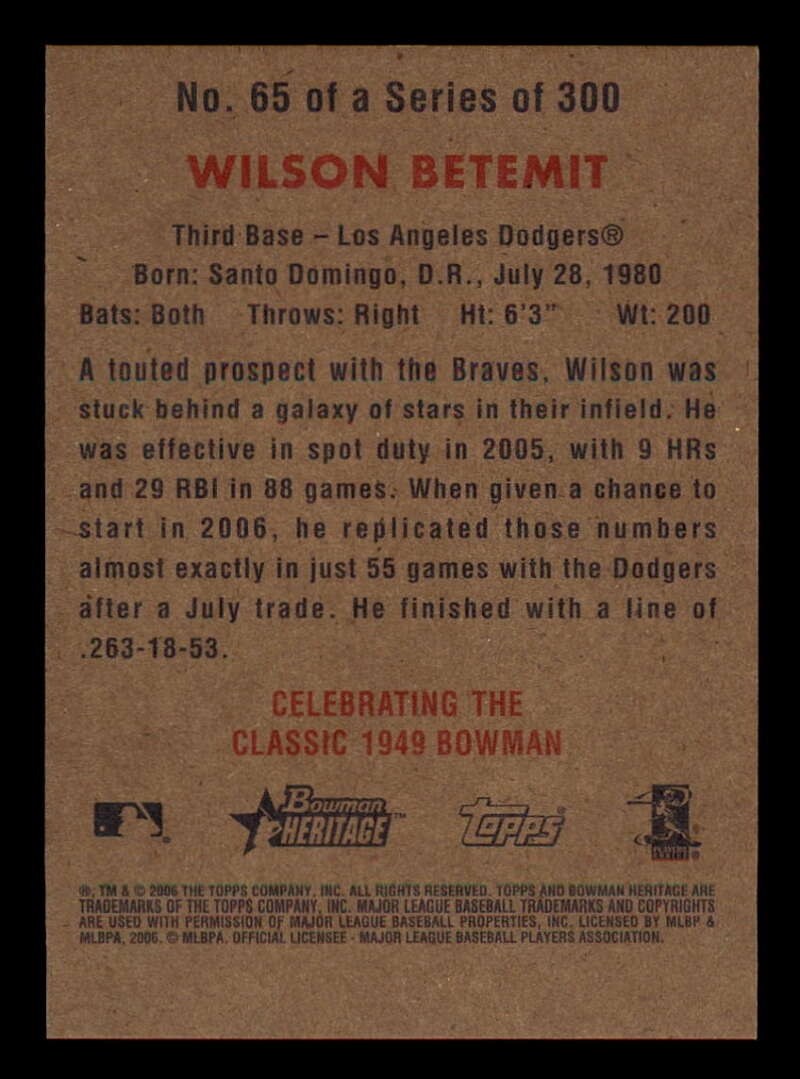 No. 65 of a Series of 300
WILSON BETEMIT
Third Base – Los Angeles Dodgers®
Born: Santo Domingo, D.R., July 28, 1980
Bats: Both Throws: Right Ht: 6'3" Wt: 200
A touted prospect with the Braves, Wilson was
stuck behind a galaxy of stars in their infield. He
was effective in spot duty in 2005, with 9 HRs
and 29 RBI in 88 games. When given a chance to
start in 2006, he replicated those numbers
almost exactly in just 55 games with the Dodgers
after a July trade. He finished with a line of
.263-18-53.
CELEBRATING THE
CLASSIC 1949 BOWMAN
Bowman HERITAGE™
Topps®
PLAYERS CHOICE
®, TM & © 2006 THE TOPPS COMPANY, INC. ALL RIGHTS RESERVED. TOPPS AND BOWMAN HERITAGE ARE
TRADEMARKS OF THE TOPPS COMPANY, INC. MAJOR LEAGUE BASEBALL TRADEMARKS AND COPYRIGHTS
ARE USED WITH PERMISSION OF MAJOR LEAGUE BASEBALL PROPERTIES, INC. LICENSED BY MLBP &
MLBPA, 2006. © MLBPA. OFFICIAL LICENSEE - MAJOR LEAGUE BASEBALL PLAYERS ASSOCIATION.